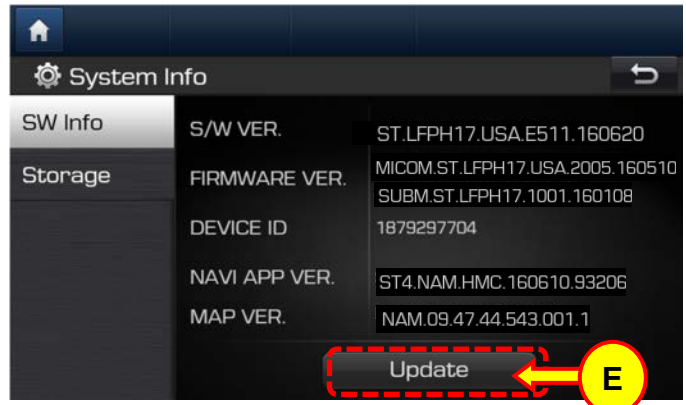 System Info
SW Info
S/W VER. ST.LFPH17.USA.E511.160620
Storage
FIRMWARE VER. MICOM.ST.LFPH17.USA.2005.160510
SUBM.ST.LFPH17.1001.160108
DEVICE ID 1879297704
NAVI APP VER. ST4.NAM.HMC.160610.93206
MAP VER. NAM.09.47.44.543.001.1
Update
E